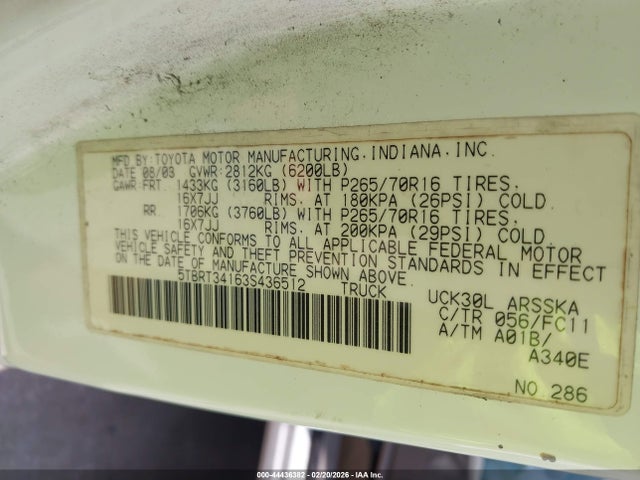 MFD.BY:TOYOTA MOTOR MANUFACTURING.INDIANA.INC.
DATE 08/03 GVWR:2812KG (6200LB)
GAWR:FRT. 1433KG (3160LB) WITH P265/70R16 TIRES.
16X7JJ RIMS. AT 180KPA (26PSI) COLD.
RR. 1706KG (3760LB) WITH P265/70R16 TIRES.
16X7JJ RIMS. AT 200KPA (29PSI) COLD
THIS VEHICLE CONFORMS TO ALL APPLICABLE FEDERAL MOTOR
VEHICLE SAFETY AND THEFT PREVENTION STANDARDS IN EFFECT
ON THE DATE OF MANUFACTURE SHOWN ABOVE.
5TBRT34163S436512 TRUCK
UCK30L ARSSKA
C/TR 056/FC11
A/TM A01B/
A340E
NO.286
000-44436382 - 02/20/2026 - IAA Inc.